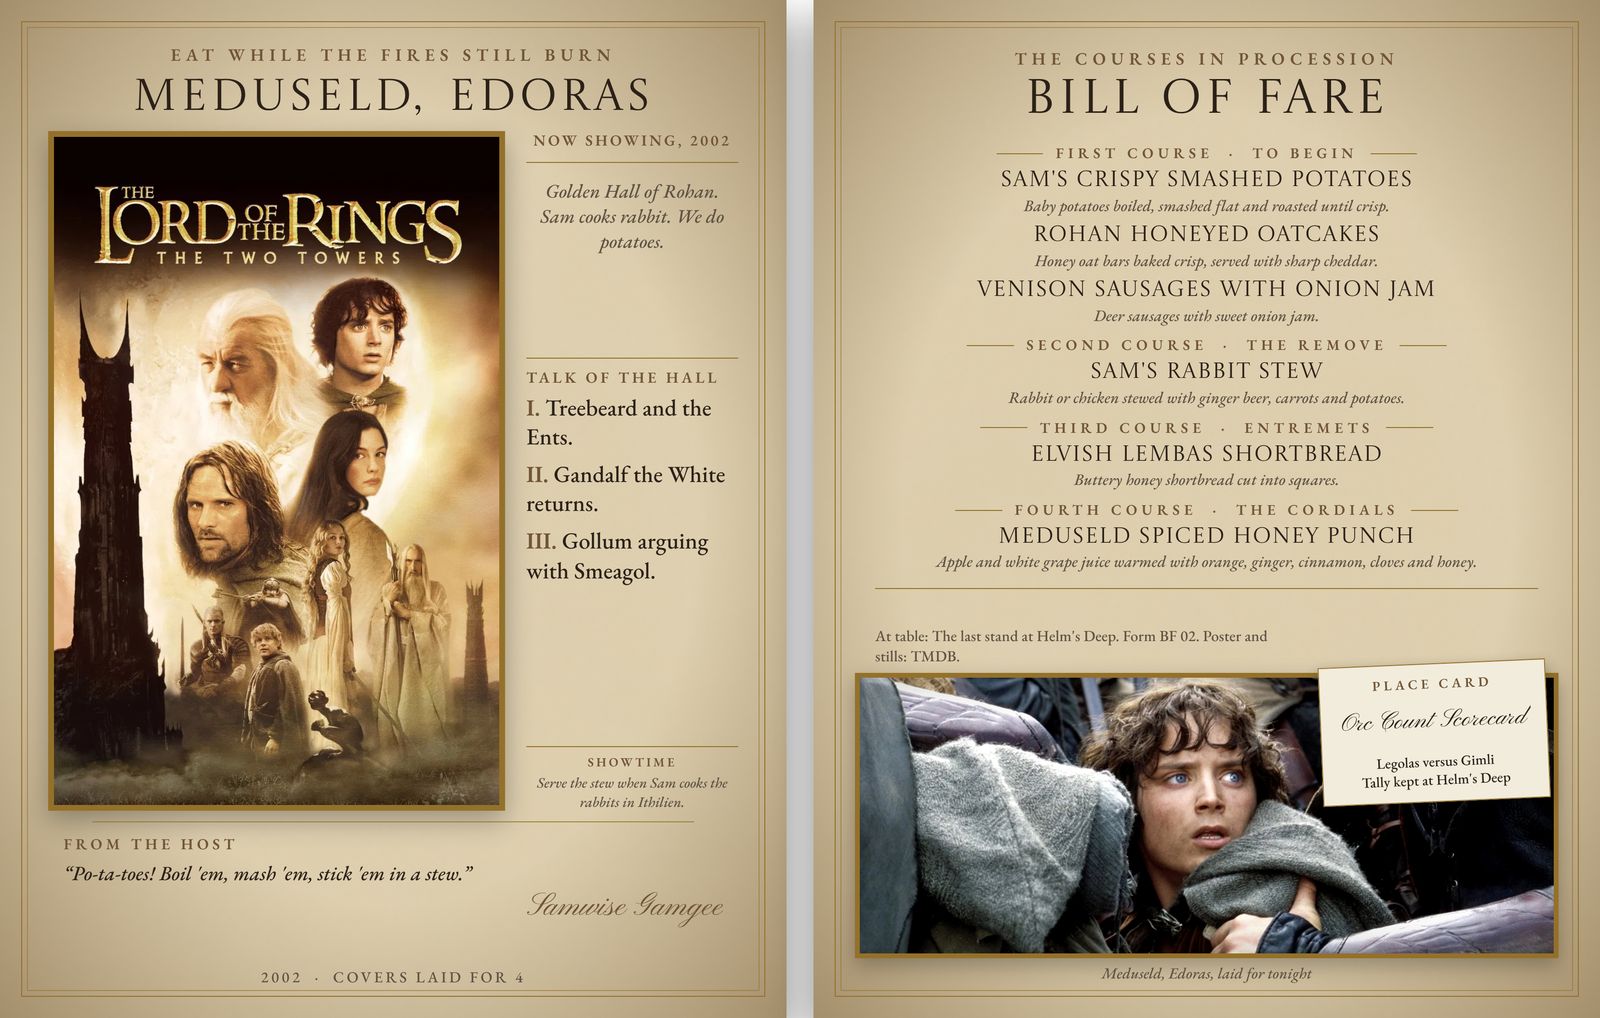 EAT WHILE THE FIRES STILL BURN
MEDUSELD, EDORAS
THE
LORD OF THE RINGS
THE TWO TOWERS
NOW SHOWING, 2002
Golden Hall of Rohan.
Sam cooks rabbit. We do
potatoes.
TALK OF THE HALL
I. Treebeard and the
Ents.
II. Gandalf the White
returns.
III. Gollum arguing
with Smeagol.
SHOWTIME
Serve the stew when Sam cooks the
rabbits in Ithilien.
FROM THE HOST
“Po-ta-toes! Boil 'em, mash 'em, stick 'em in a stew.”
Samwise Gamgee
2002 · COVERS LAID FOR 4
THE COURSES IN PROCESSION
BILL OF FARE
FIRST COURSE · TO BEGIN
SAM'S CRISPY SMASHED POTATOES
Baby potatoes boiled, smashed flat and roasted until crisp.
ROHAN HONEYED OATCAKES
Honey oat bars baked crisp, served with sharp cheddar.
VENISON SAUSAGES WITH ONION JAM
Deer sausages with sweet onion jam.
SECOND COURSE · THE REMOVE
SAM'S RABBIT STEW
Rabbit or chicken stewed with ginger beer, carrots and potatoes.
THIRD COURSE · ENTREMETS
ELVISH LEMBAS SHORTBREAD
Buttery honey shortbread cut into squares.
FOURTH COURSE · THE CORDIALS
MEDUSELD SPICED HONEY PUNCH
Apple and white grape juice warmed with orange, ginger, cinnamon, cloves and honey.
At table: The last stand at Helm's Deep. Form BF 02. Poster and
stills: TMDB.
PLACE CARD
Orc Count Scorecard
Legolas versus Gimli
Tally kept at Helm's Deep
Meduseld, Edoras, laid for tonight